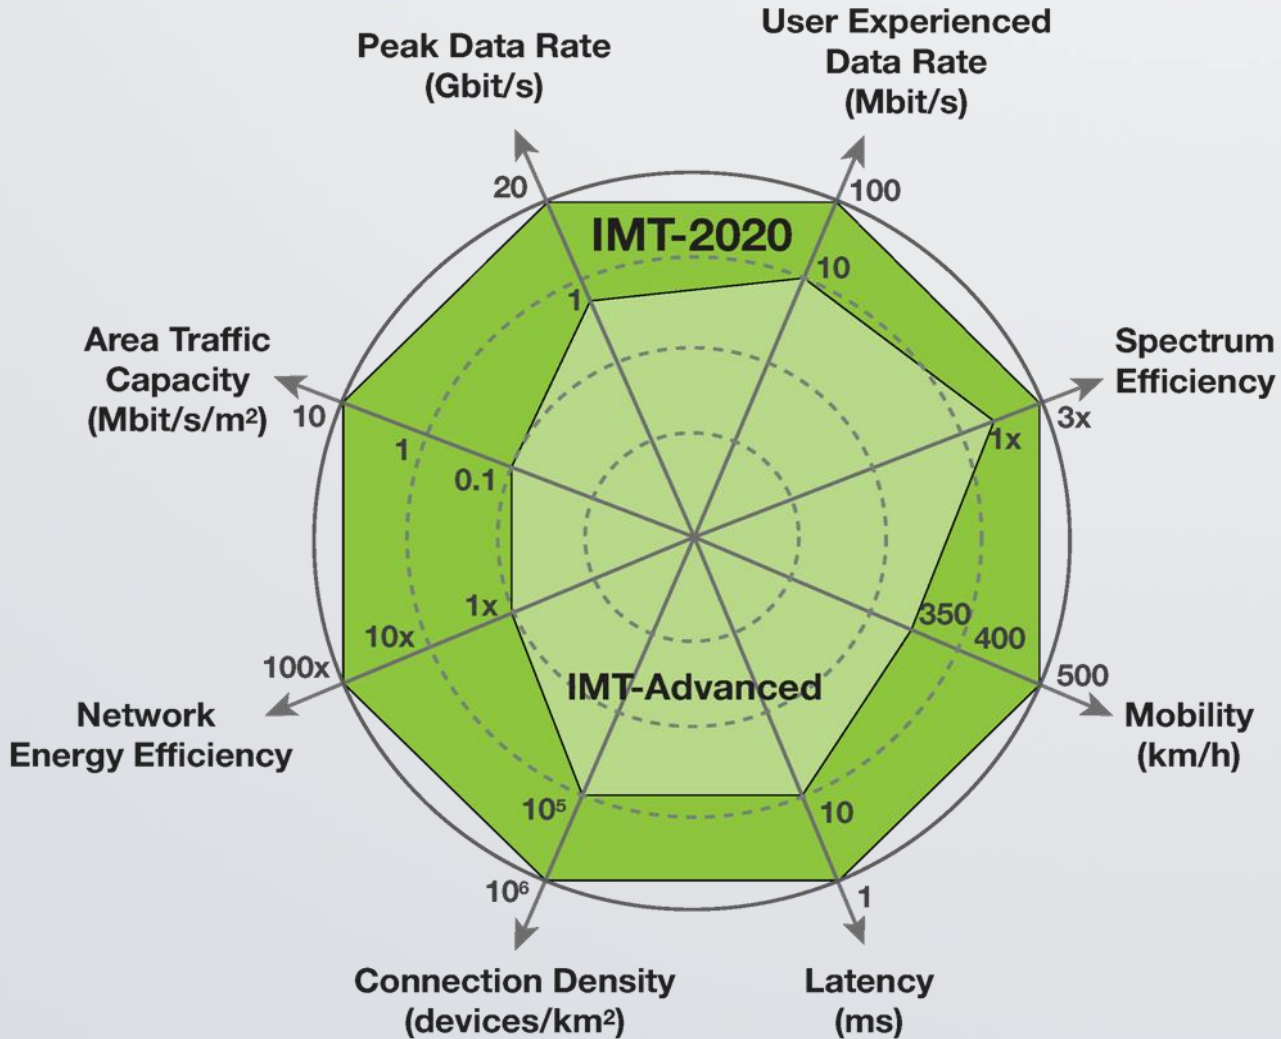 User Experienced
Data Rate
(Mbit/s)
Peak Data Rate
(Gbit/s)
20
100
IMT-2020
10
1
Area Traffic
Capacity
(Mbit/s/m²)
Spectrum
Efficiency
10
3x
1
1x
0.1
1x
350
10x
400
100x
500
Network
Energy Efficiency
IMT-Advanced
Mobility
(km/h)
10⁵
10
10⁶
1
Connection Density
(devices/km²)
Latency
(ms)